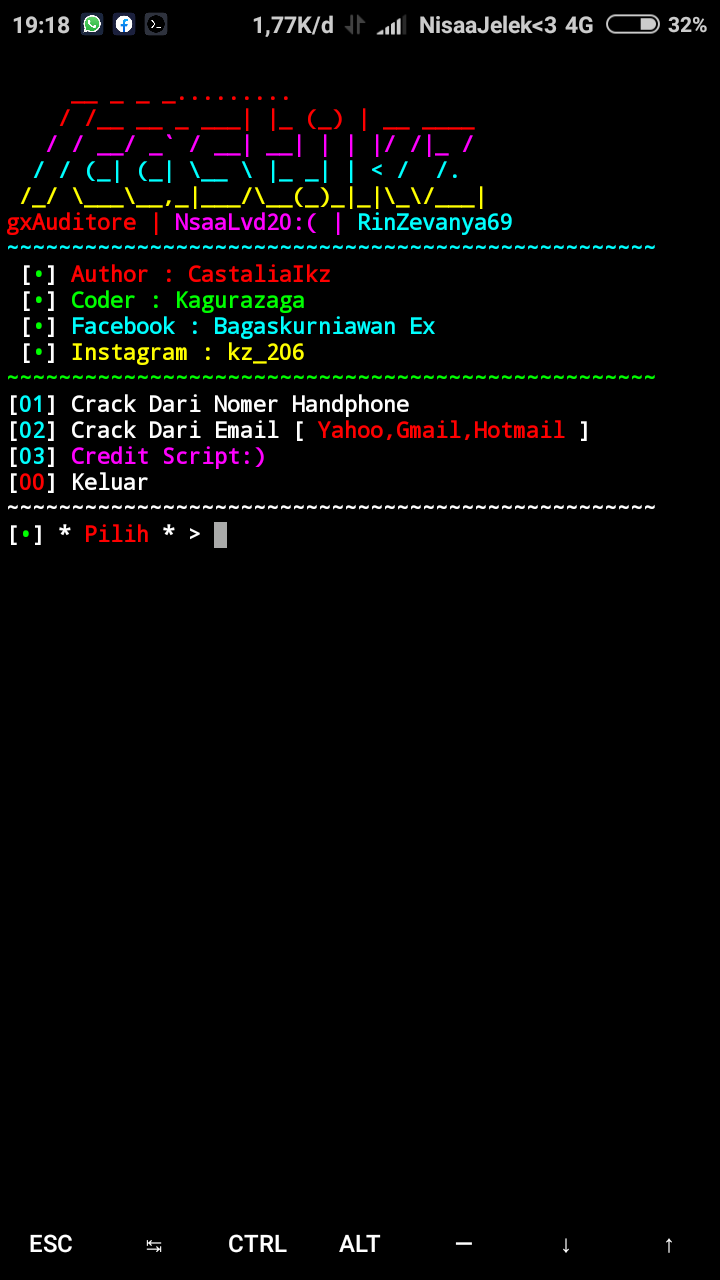 19:18 1,77K/d NisaaJelek<3 4G 32%
__ _ _ _.........
/ /__ __ _ ___| |_ (_) | __ ____
/ / __/ _` / __| __| | | |/ /|_ /
/ / (_| (_| \__ \ |_ _| | < / /.
/_/ \___\__,_|___/\__(_)_|_|\_\/___|
gxAuditore | NsaaLvd20:( | RinZevanya69
~~~~~~~~~~~~~~~~~~~~~~~~~~~~~~~~~~~~~~~~~~~~~~~~~~
[•] Author : CastaliaIkz
[•] Coder : Kagurazaga
[•] Facebook : Bagaskurniawan Ex
[•] Instagram : kz_206
~~~~~~~~~~~~~~~~~~~~~~~~~~~~~~~~~~~~~~~~~~~~~~~~~~
[01] Crack Dari Nomer Handphone
[02] Crack Dari Email [ Yahoo,Gmail,Hotmail ]
[03] Credit Script:)
[00] Keluar
~~~~~~~~~~~~~~~~~~~~~~~~~~~~~~~~~~~~~~~~~~~~~~~~~~
[•] * Pilih * >
ESC ↹ CTRL ALT — ↓ ↑